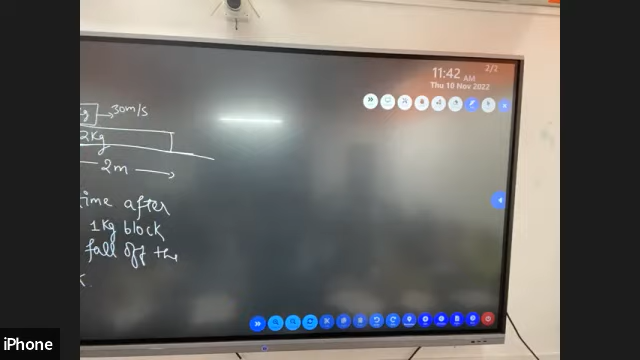 11:42 AM
2/2
Thu 10 Nov 2022
30m/s
2Kg
2m
time after
1Kg block
fall off the
iPhone